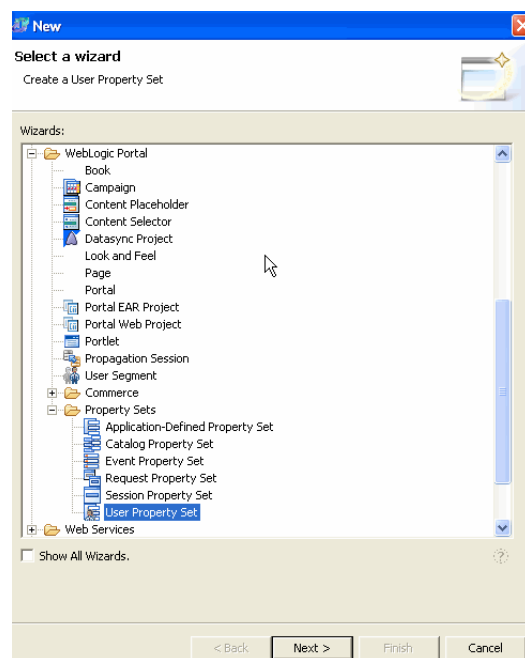 New
Select a wizard
Create a User Property Set
Wizards:
WebLogic Portal
Book
Campaign
Content Placeholder
Content Selector
Datasync Project
Look and Feel
Page
Portal
Portal EAR Project
Portal Web Project
Portlet
Propagation Session
User Segment
Commerce
Property Sets
Application-Defined Property Set
Catalog Property Set
Event Property Set
Request Property Set
Session Property Set
User Property Set
Web Services
Show All Wizards.
?
< Back Next > Finish Cancel